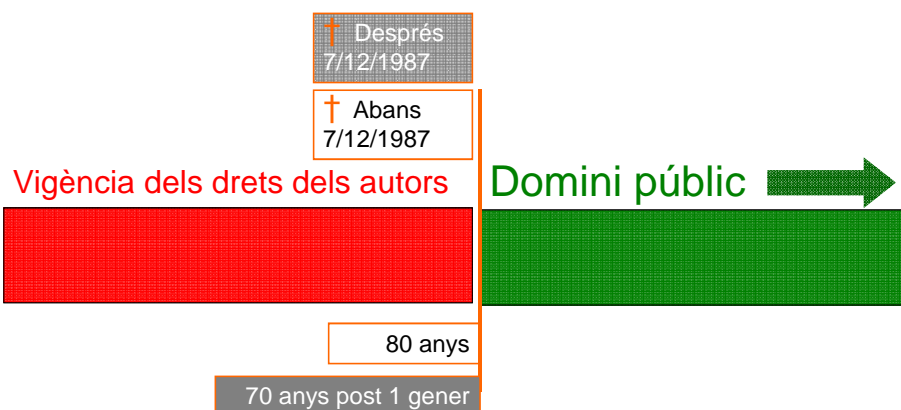 † Després
7/12/1987
† Abans
7/12/1987
Vigència dels drets dels autors
Domini públic
80 anys
70 anys post 1 gener